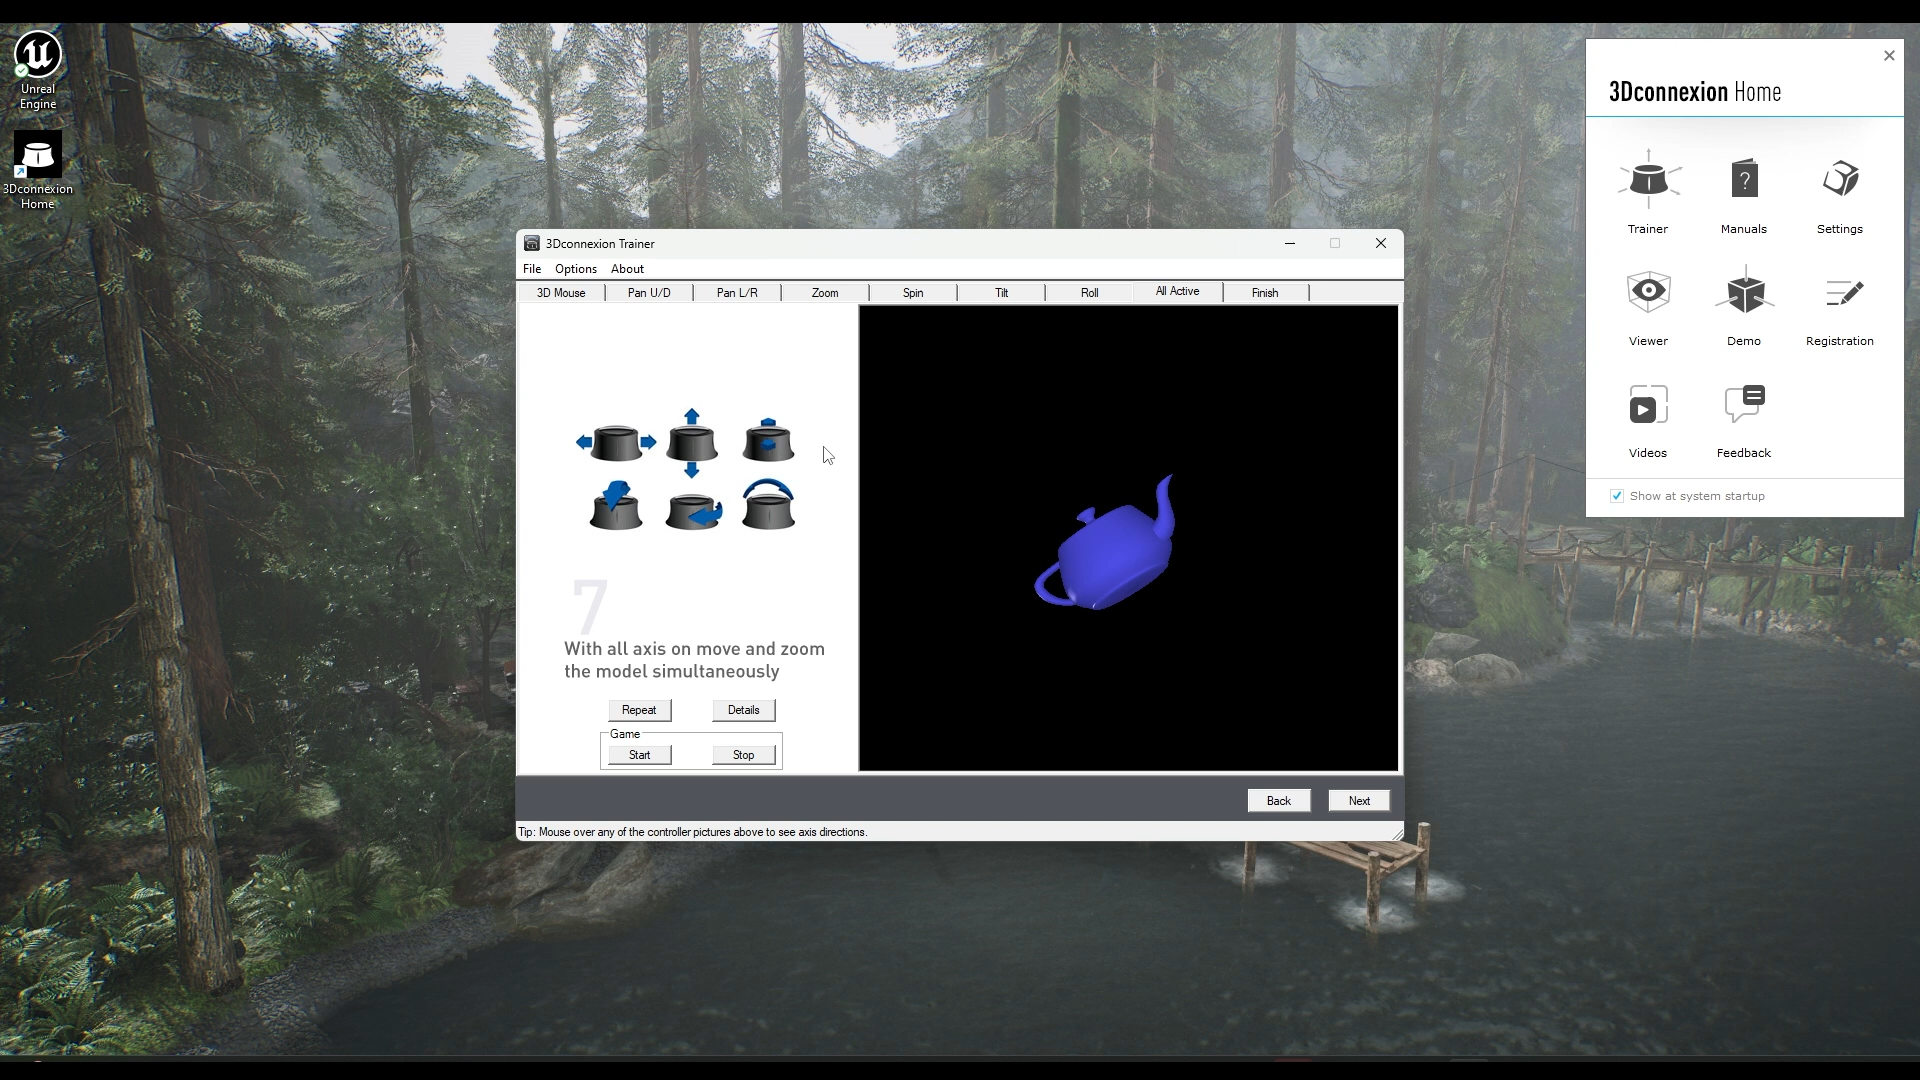 Unreal
Engine
3Dconnexion
Home
3Dconnexion Trainer
File Options About
3D Mouse Pan U/D Pan L/R Zoom Spin Tilt Roll All Active Finish
7
With all axis on move and zoom
the model simultaneously
Repeat Details
Game
Start Stop
Back Next
Tip: Mouse over any of the controller pictures above to see axis directions.
3Dconnexion Home
?
Trainer Manuals Settings
Viewer Demo Registration
Videos Feedback
Show at system startup